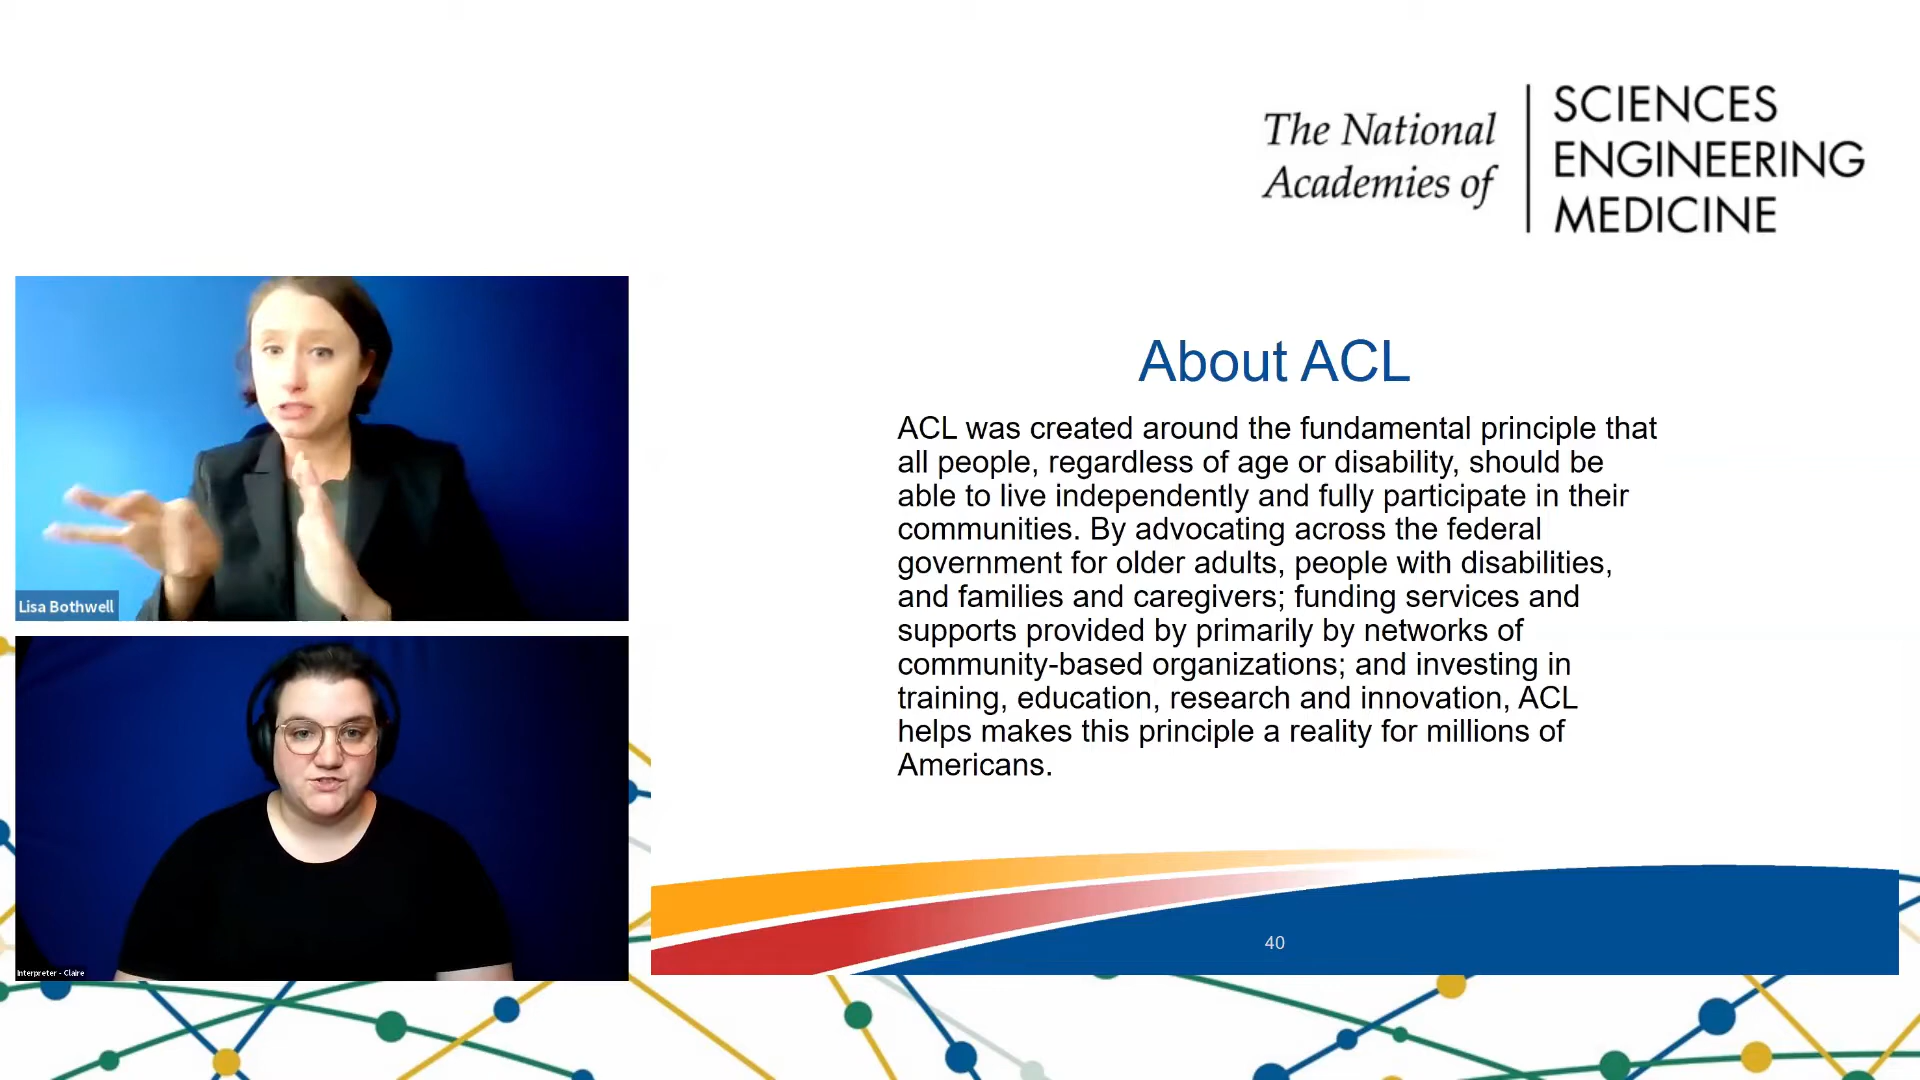 The National
Academies of
SCIENCES
ENGINEERING
MEDICINE
Lisa Bothwell
Interpreter - Claire
About ACL
ACL was created around the fundamental principle that
all people, regardless of age or disability, should be
able to live independently and fully participate in their
communities. By advocating across the federal
government for older adults, people with disabilities,
and families and caregivers; funding services and
supports provided by primarily by networks of
community-based organizations; and investing in
training, education, research and innovation, ACL
helps makes this principle a reality for millions of
Americans.
40